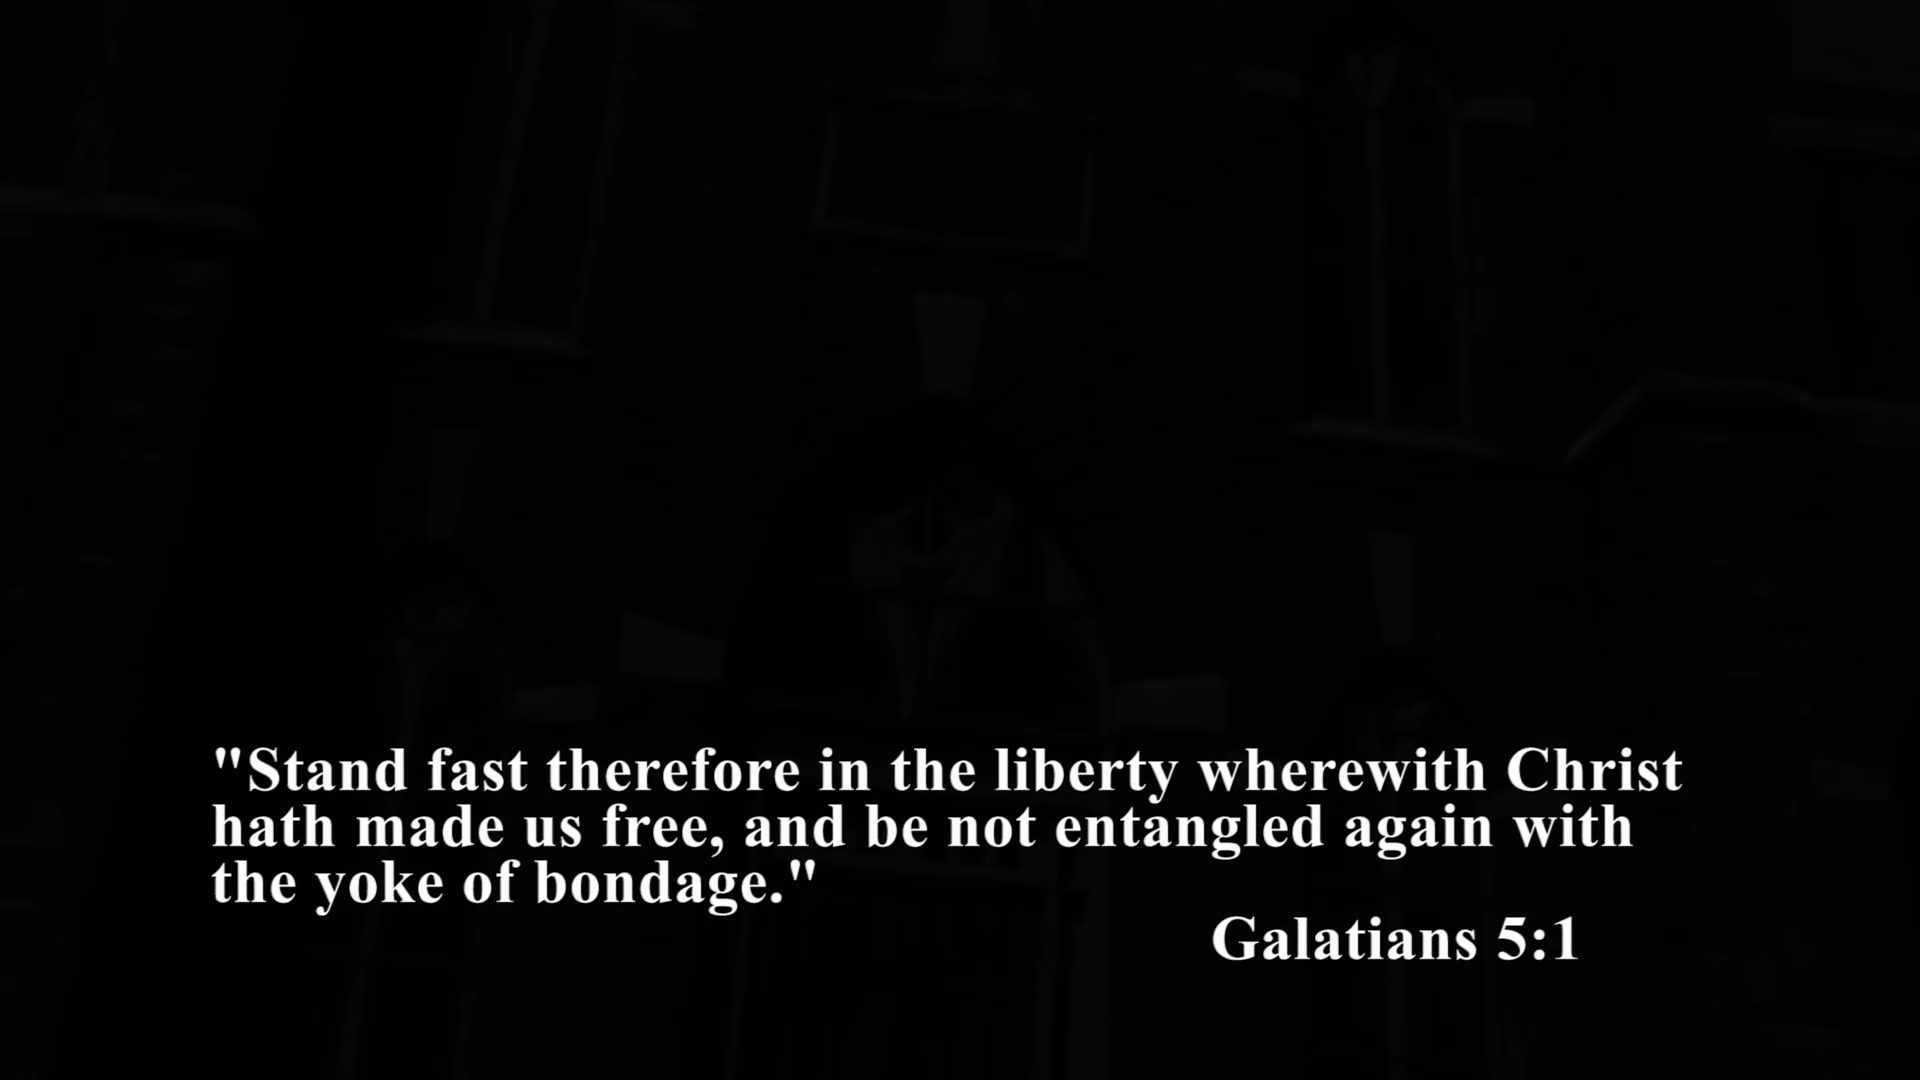 "Stand fast therefore in the liberty wherewith Christ
hath made us free, and be not entangled again with
the yoke of bondage."
Galatians 5:1